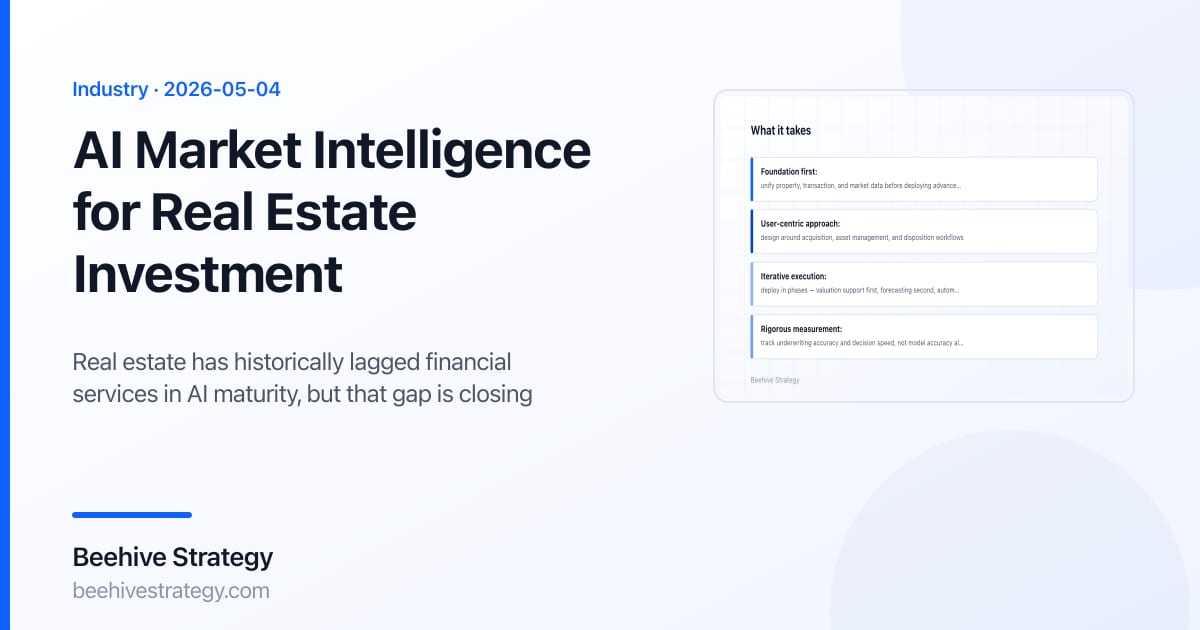 Industry · 2026-05-04
AI Market Intelligence
for Real Estate
Investment
Real estate has historically lagged financial
services in AI maturity, but that gap is closing
Beehive Strategy
beehivestrategy.com
What it takes
Foundation first:
unify property, transaction, and market data before deploying advance...
User-centric approach:
design around acquisition, asset management, and disposition workflows
Iterative execution:
deploy in phases — valuation support first, forecasting second, autom...
Rigorous measurement:
track underwriting accuracy and decision speed, not model accuracy al...
Beehive Strategy